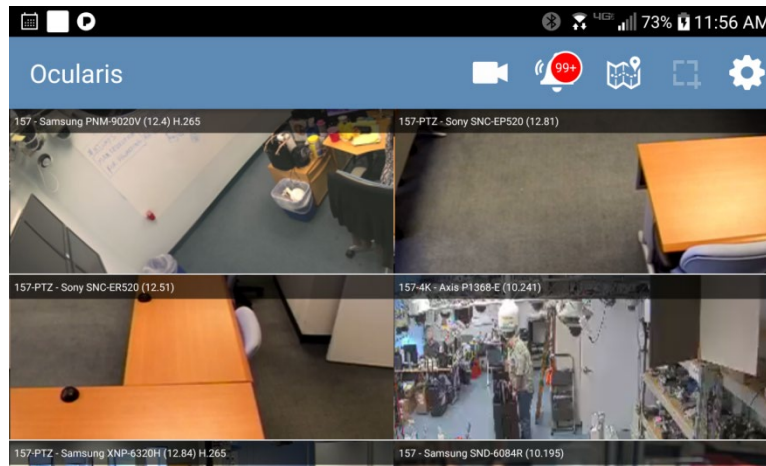 4G 73% 11:56 AM
Ocularis
99+
157 - Samsung PNM-9020V (12.4) H.265
157-PTZ - Sony SNC-EP520 (12.81)
157-PTZ - Sony SNC-ER520 (12.51)
157-4K - Axis P1368-E (10.241)
157-PTZ - Samsung XNP-6320H (12.84) H.265
157 - Samsung SND-6084R (10.195)